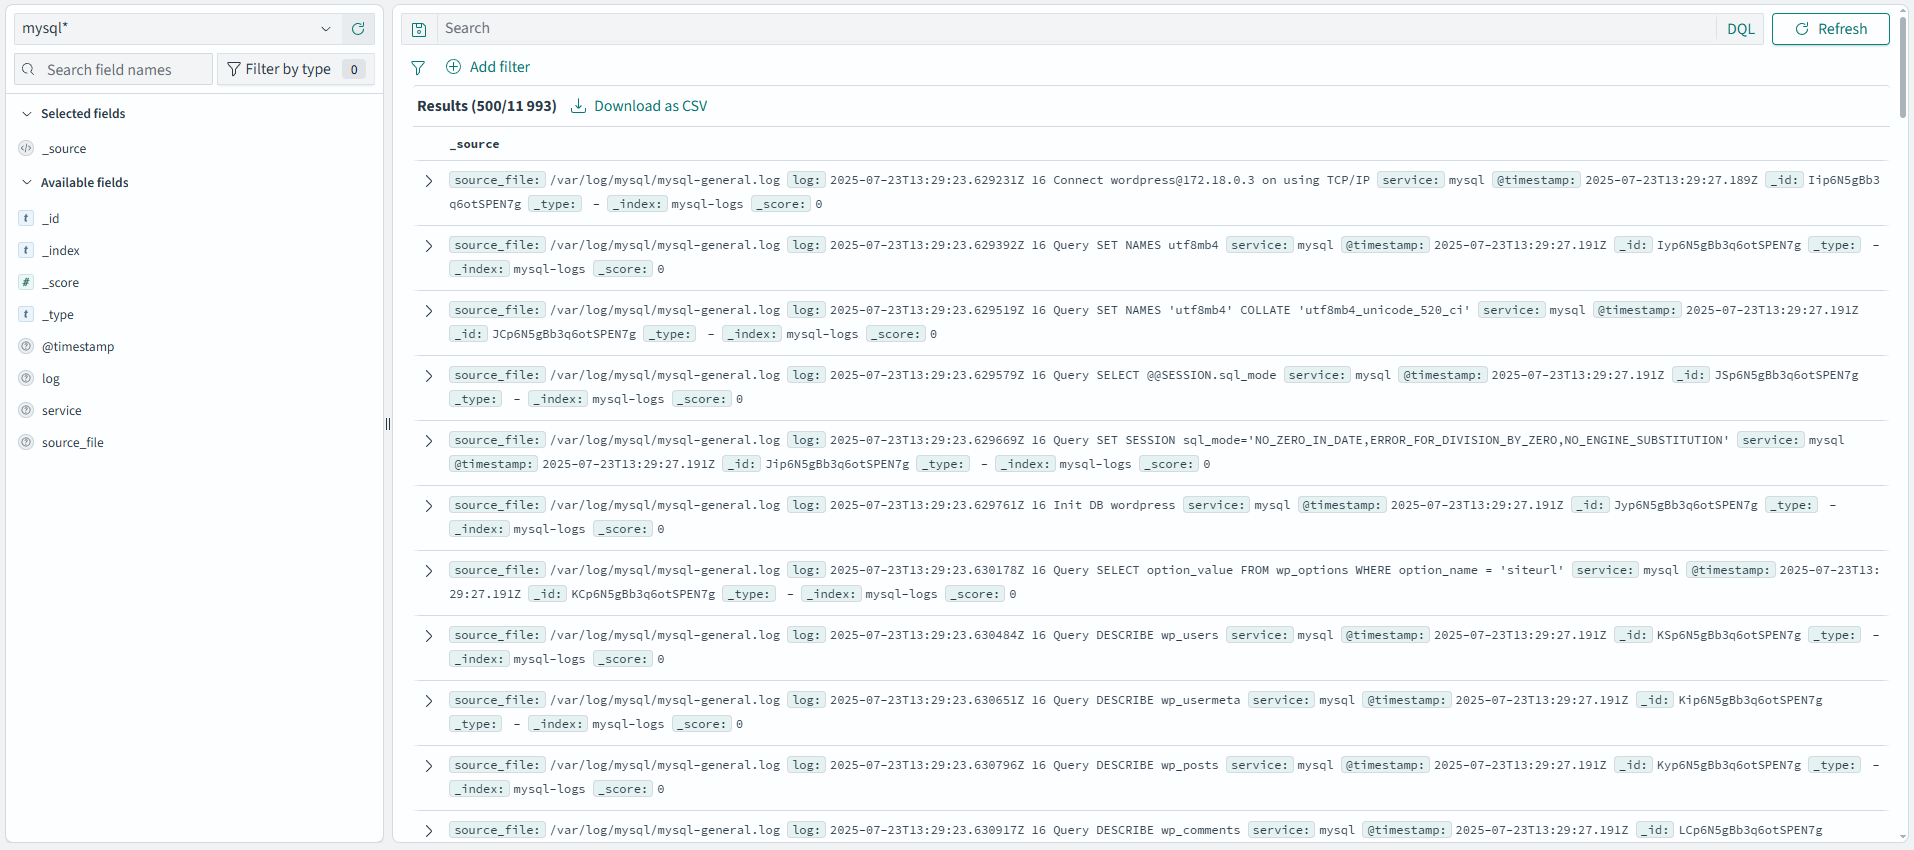 mysql*
Search field names
Filter by type 0
Selected fields
_source
Available fields
t _id
t _index
# _score
t _type
@timestamp
log
service
source_file
Search
DQL
Refresh
Add filter
Results (500/11 993)
Download as CSV
_source
source_file: /var/log/mysql/mysql-general.log log: 2025-07-23T13:29:23.629231Z 16 Connect wordpress@172.18.0.3 on using TCP/IP service: mysql @timestamp: 2025-07-23T13:29:27.189Z _id: Iip6N5gBb3
q6otSPEN7g _type: - _index: mysql-logs _score: 0
source_file: /var/log/mysql/mysql-general.log log: 2025-07-23T13:29:23.629392Z 16 Query SET NAMES utf8mb4 service: mysql @timestamp: 2025-07-23T13:29:27.191Z _id: Iyp6N5gBb3q6otSPEN7g _type: -
_index: mysql-logs _score: 0
source_file: /var/log/mysql/mysql-general.log log: 2025-07-23T13:29:23.629519Z 16 Query SET NAMES 'utf8mb4' COLLATE 'utf8mb4_unicode_520_ci' service: mysql @timestamp: 2025-07-23T13:29:27.191Z
_id: JCp6N5gBb3q6otSPEN7g _type: - _index: mysql-logs _score: 0
source_file: /var/log/mysql/mysql-general.log log: 2025-07-23T13:29:23.629579Z 16 Query SELECT @@SESSION.sql_mode service: mysql @timestamp: 2025-07-23T13:29:27.191Z _id: JSp6N5gBb3q6otSPEN7g
_type: - _index: mysql-logs _score: 0
source_file: /var/log/mysql/mysql-general.log log: 2025-07-23T13:29:23.629669Z 16 Query SET SESSION sql_mode='NO_ZERO_IN_DATE,ERROR_FOR_DIVISION_BY_ZERO,NO_ENGINE_SUBSTITUTION' service: mysql
@timestamp: 2025-07-23T13:29:27.191Z _id: Jip6N5gBb3q6otSPEN7g _type: - _index: mysql-logs _score: 0
source_file: /var/log/mysql/mysql-general.log log: 2025-07-23T13:29:23.629761Z 16 Init DB wordpress service: mysql @timestamp: 2025-07-23T13:29:27.191Z _id: Jyp6N5gBb3q6otSPEN7g _type: -
_index: mysql-logs _score: 0
source_file: /var/log/mysql/mysql-general.log log: 2025-07-23T13:29:23.630178Z 16 Query SELECT option_value FROM wp_options WHERE option_name = 'siteurl' service: mysql @timestamp: 2025-07-23T13:
29:27.191Z _id: KCp6N5gBb3q6otSPEN7g _type: - _index: mysql-logs _score: 0
source_file: /var/log/mysql/mysql-general.log log: 2025-07-23T13:29:23.630484Z 16 Query DESCRIBE wp_users service: mysql @timestamp: 2025-07-23T13:29:27.191Z _id: KSp6N5gBb3q6otSPEN7g _type: -
_index: mysql-logs _score: 0
source_file: /var/log/mysql/mysql-general.log log: 2025-07-23T13:29:23.630651Z 16 Query DESCRIBE wp_usermeta service: mysql @timestamp: 2025-07-23T13:29:27.191Z _id: Kip6N5gBb3q6otSPEN7g
_type: - _index: mysql-logs _score: 0
source_file: /var/log/mysql/mysql-general.log log: 2025-07-23T13:29:23.630796Z 16 Query DESCRIBE wp_posts service: mysql @timestamp: 2025-07-23T13:29:27.191Z _id: Kyp6N5gBb3q6otSPEN7g _type: -
_index: mysql-logs _score: 0
source_file: /var/log/mysql/mysql-general.log log: 2025-07-23T13:29:23.630917Z 16 Query DESCRIBE wp_comments service: mysql @timestamp: 2025-07-23T13:29:27.191Z _id: LCp6N5gBb3q6otSPEN7g